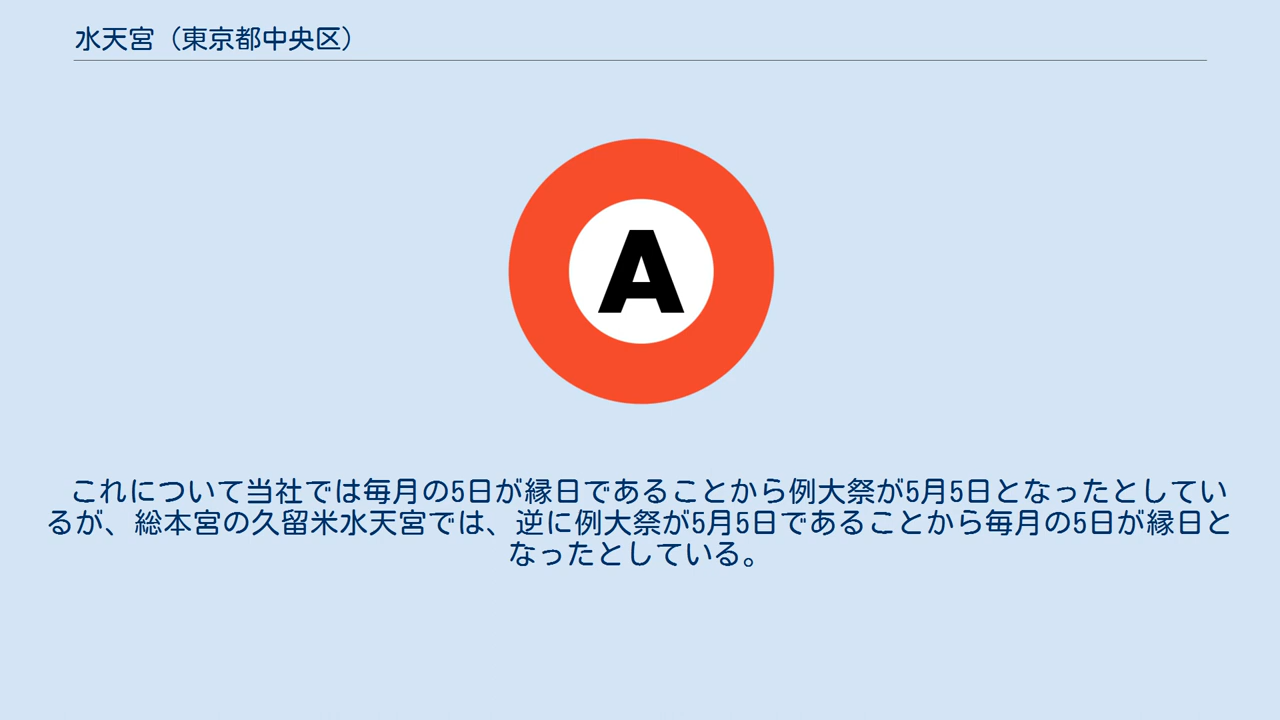 水天宮（東京都中央区）
A
これについて当社では毎月の5日が縁日であることから例大祭が5月5日となったとしてい
るが、総本宮の久留米水天宮では、逆に例大祭が5月5日であることから毎月の5日が縁日と
なったとしている。